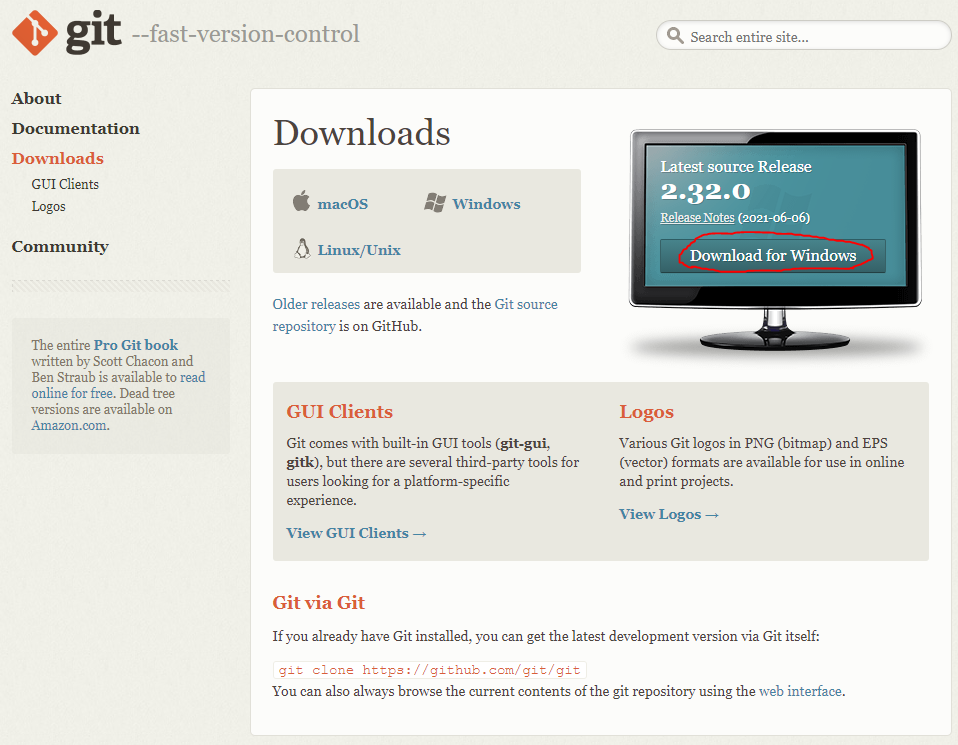 git --fast-version-control
Search entire site...
About
Documentation
Downloads
GUI Clients
Logos
Community
The entire Pro Git book
written by Scott Chacon and
Ben Straub is available to read
online for free. Dead tree
versions are available on
Amazon.com.
Downloads
macOS
Windows
Linux/Unix
Older releases are available and the Git source
repository is on GitHub.
Latest source Release
2.32.0
Release Notes (2021-06-06)
Download for Windows
GUI Clients
Git comes with built-in GUI tools (git-gui,
gitk), but there are several third-party tools for
users looking for a platform-specific
experience.
View GUI Clients →
Logos
Various Git logos in PNG (bitmap) and EPS
(vector) formats are available for use in online
and print projects.
View Logos →
Git via Git
If you already have Git installed, you can get the latest development version via Git itself:
git clone https://github.com/git/git
You can also always browse the current contents of the git repository using the web interface.